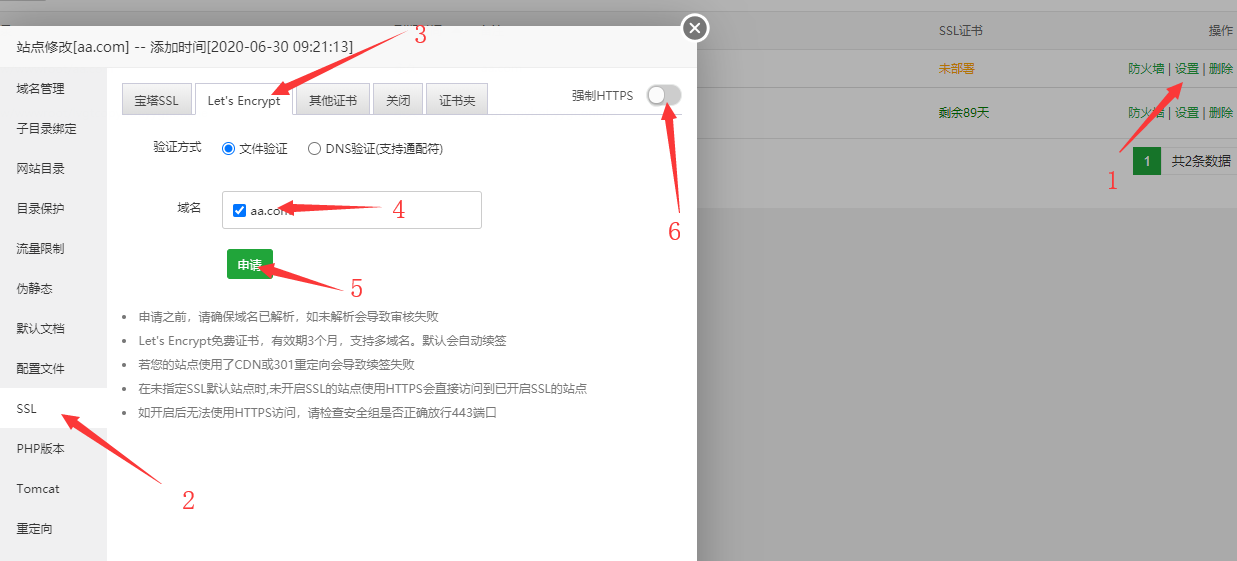 SSL证书 操作
站点修改[aa.com] -- 添加时间[2020-06-30 09:21:13]
3
未部署 防火墙 | 设置 | 删除
剩余89天 防火墙 | 设置 | 删除
1 共2条数据
1
域名管理
子目录绑定
网站目录
目录保护
流量限制
伪静态
默认文档
配置文件
SSL
PHP版本
Tomcat
重定向
2
宝塔SSL Let's Encrypt 其他证书 关闭 证书夹 强制HTTPS
验证方式 文件验证 DNS验证(支持通配符)
域名 aa.com 4
6
申请
5
申请之前，请确保域名已解析，如未解析会导致审核失败
Let's Encrypt免费证书，有效期3个月，支持多域名。默认会自动续签
若您的站点使用了CDN或301重定向会导致续签失败
在未指定SSL默认站点时,未开启SSL的站点使用HTTPS会直接访问到已开启SSL的站点
如开启后无法使用HTTPS访问，请检查安全组是否正确放行443端口